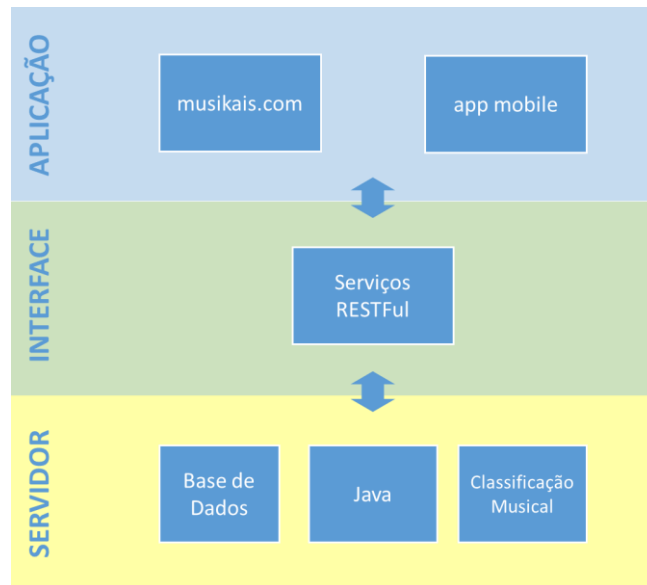 APLICAÇÃO
musikais.com
app mobile
INTERFACE
Serviços
RESTFul
SERVIDOR
Base de
Dados
Java
Classificação
Musical